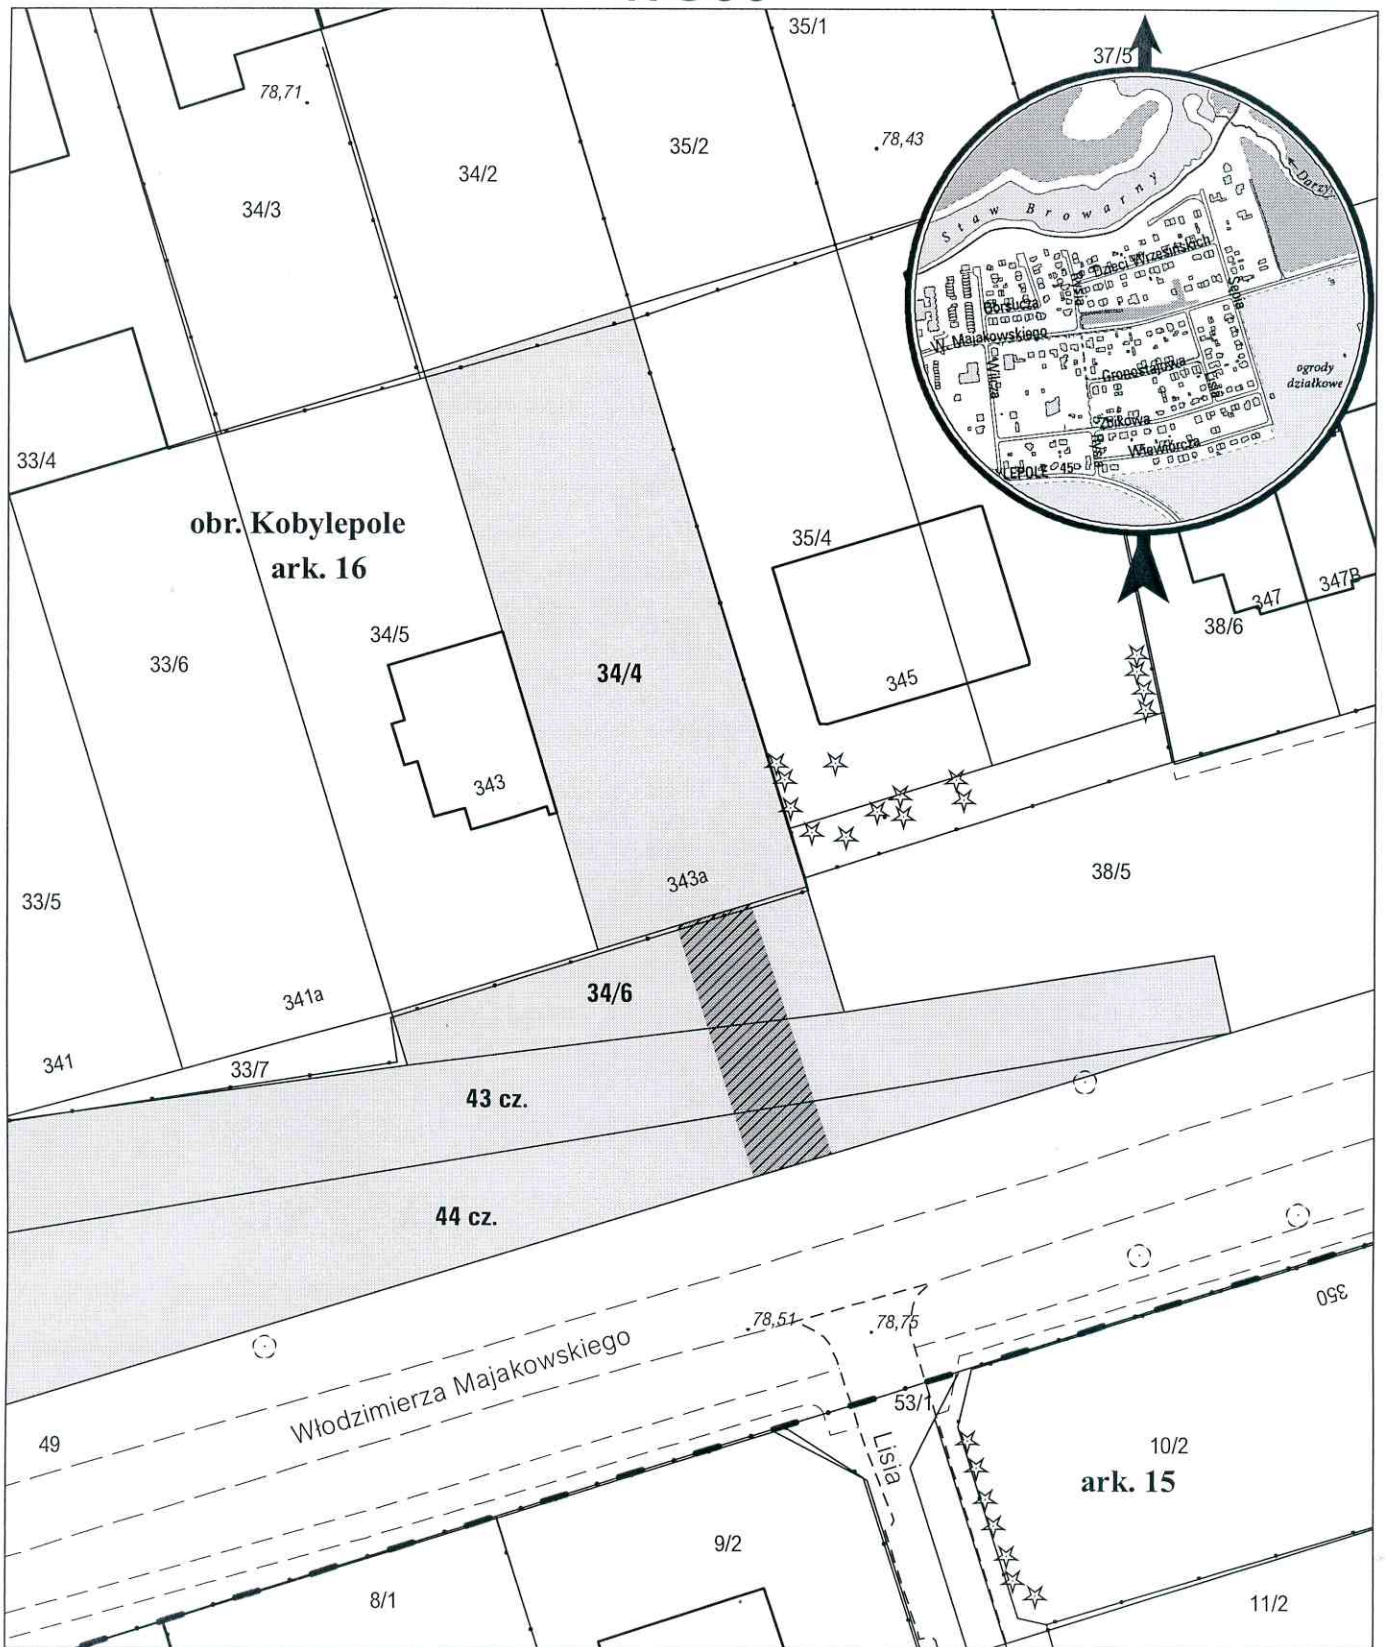 35/1
37/5
78,71
78,43
35/2
34/2
34/3
Staw Browarny
Dzieci Wrzesińskich
Borsucza
Rysia
Sępia
W. Majakowskiego
Wilcza
Gronostajowa
Lisia
ogrody
działkowe
Żbikowa
Rysia
Wiewiórcza
33/4
obr. Kobylepole
ark. 16
35/4
347
347B
38/6
34/5
33/6
34/4
345
343
343a
38/5
33/5
34/6
341a
341
33/7
43 cz.
44 cz.
350
78,51
78,75
Włodzimierza Majakowskiego
53/1
49
Lisia
10/2
ark. 15
9/2
8/1
11/2